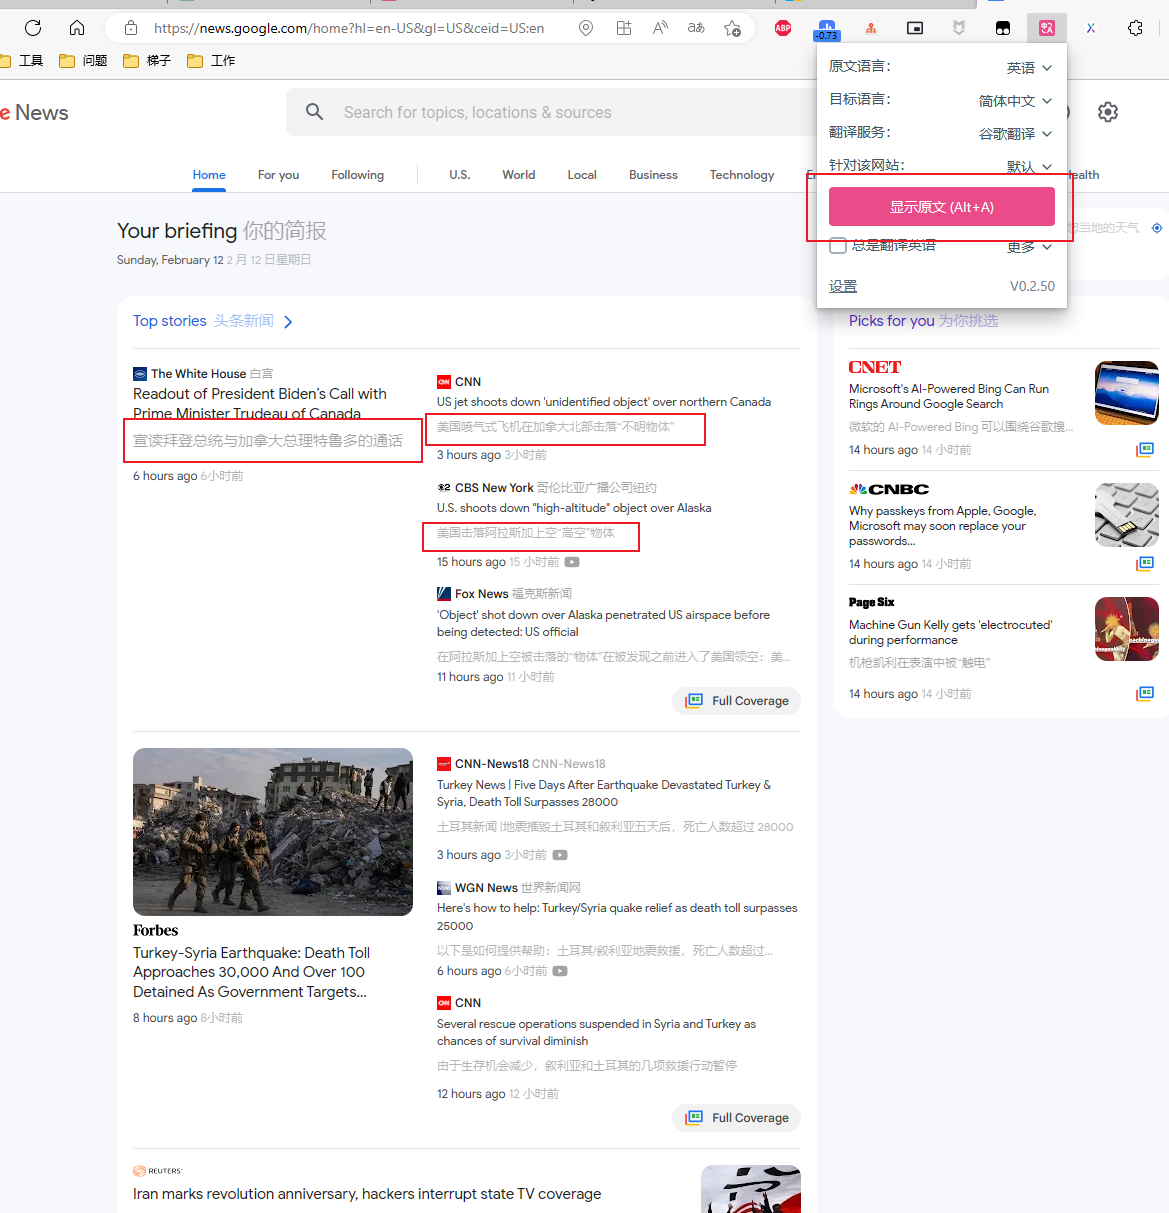 https://news.google.com/home?hl=en-US&gl=US&ceid=US:en
aあ
ABP
-0.73
工具
问题
梯子
工作
原文语言：
英语
目标语言：
简体中文
翻译服务：
谷歌翻译
针对该网站：
默认
显示原文 (Alt+A)
总是翻译英语
更多
设置
V0.2.50
e News
Search for topics, locations & sources
Home
For you
Following
U.S.
World
Local
Business
Technology
ealth
Your briefing 你的简报
Sunday, February 12 2 月 12 日星期日
当地的天气
Top stories 头条新闻
The White House 白宫
Readout of President Biden's Call with
Prime Minister Trudeau of Canada
宣读拜登总统与加拿大总理特鲁多的通话
6 hours ago 6小时前
CNN
US jet shoots down 'unidentified object' over northern Canada
美国喷气式飞机在加拿大北部击落“不明物体”
3 hours ago 3小时前
CBS New York 哥伦比亚广播公司纽约
U.S. shoots down "high-altitude" object over Alaska
美国击落阿拉斯加上空“高空”物体
15 hours ago 15 小时前
Fox News 福克斯新闻
'Object' shot down over Alaska penetrated US airspace before
being detected: US official
在阿拉斯加上空被击落的“物体”在被发现之前进入了美国领空：美...
11 hours ago 11 小时前
Full Coverage
Forbes
Turkey-Syria Earthquake: Death Toll
Approaches 30,000 And Over 100
Detained As Government Targets...
8 hours ago 8小时前
CNN-News18 CNN-News18
Turkey News | Five Days After Earthquake Devastated Turkey &
Syria, Death Toll Surpasses 28000
土耳其新闻 |地震摧毁土耳其和叙利亚五天后，死亡人数超过 28000
3 hours ago 3小时前
WGN News 世界新闻网
Here's how to help: Turkey/Syria quake relief as death toll surpasses
25000
以下是如何提供帮助：土耳其/叙利亚地震救援，死亡人数超过...
6 hours ago 6小时前
CNN
Several rescue operations suspended in Syria and Turkey as
chances of survival diminish
由于生存机会减少，叙利亚和土耳其的几项救援行动暂停
12 hours ago 12 小时前
Full Coverage
REUTERS
Iran marks revolution anniversary, hackers interrupt state TV coverage
Picks for you 为你挑选
CNET
Microsoft's AI-Powered Bing Can Run
Rings Around Google Search
微软的 AI-Powered Bing 可以围绕谷歌搜...
14 hours ago 14 小时前
CNBC
Why passkeys from Apple, Google,
Microsoft may soon replace your
passwords...
14 hours ago 14 小时前
Page Six
Machine Gun Kelly gets 'electrocuted'
during performance
机枪凯利在表演中被“触电”
14 hours ago 14 小时前